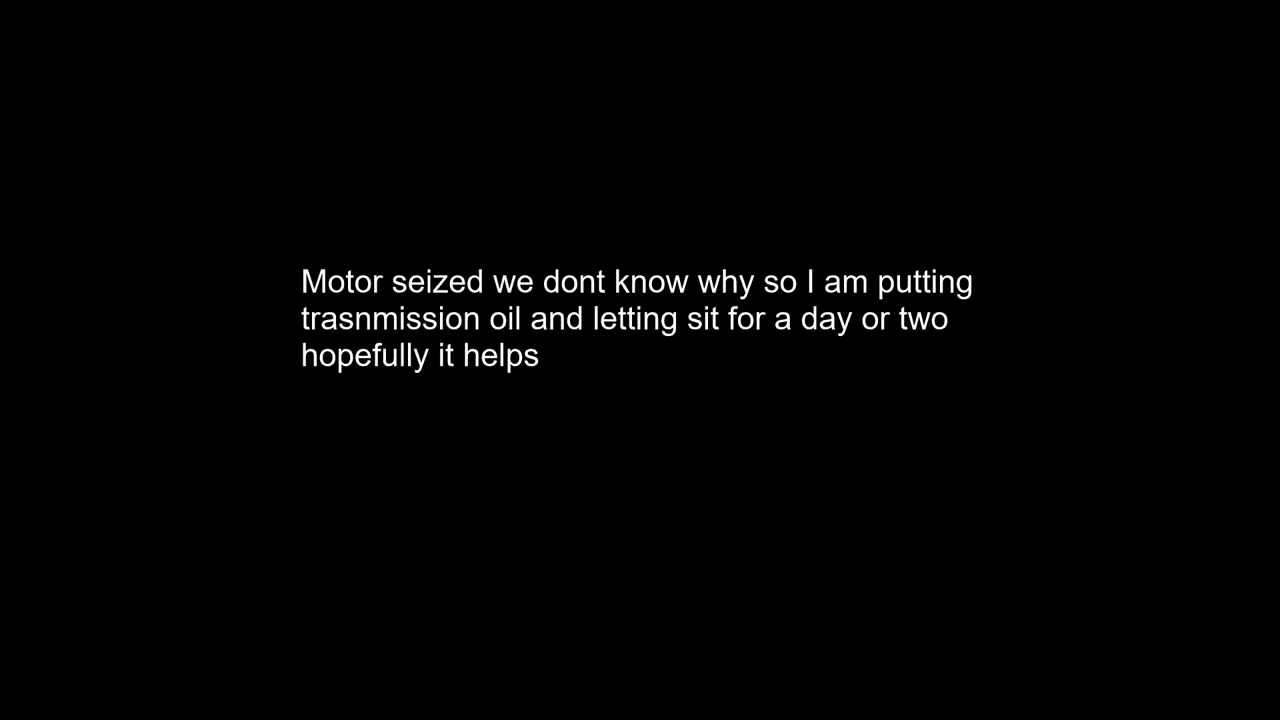 Motor seized we dont know why so I am putting
trasnmission oil and letting sit for a day or two
hopefully it helps